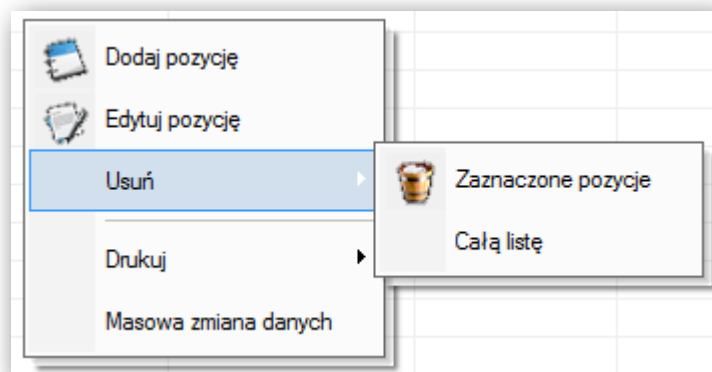 Dodaj pozycję
Edytuj pozycję
Usuń
Zaznaczone pozycje
Całą listę
Drukuj
Masowa zmiana danych